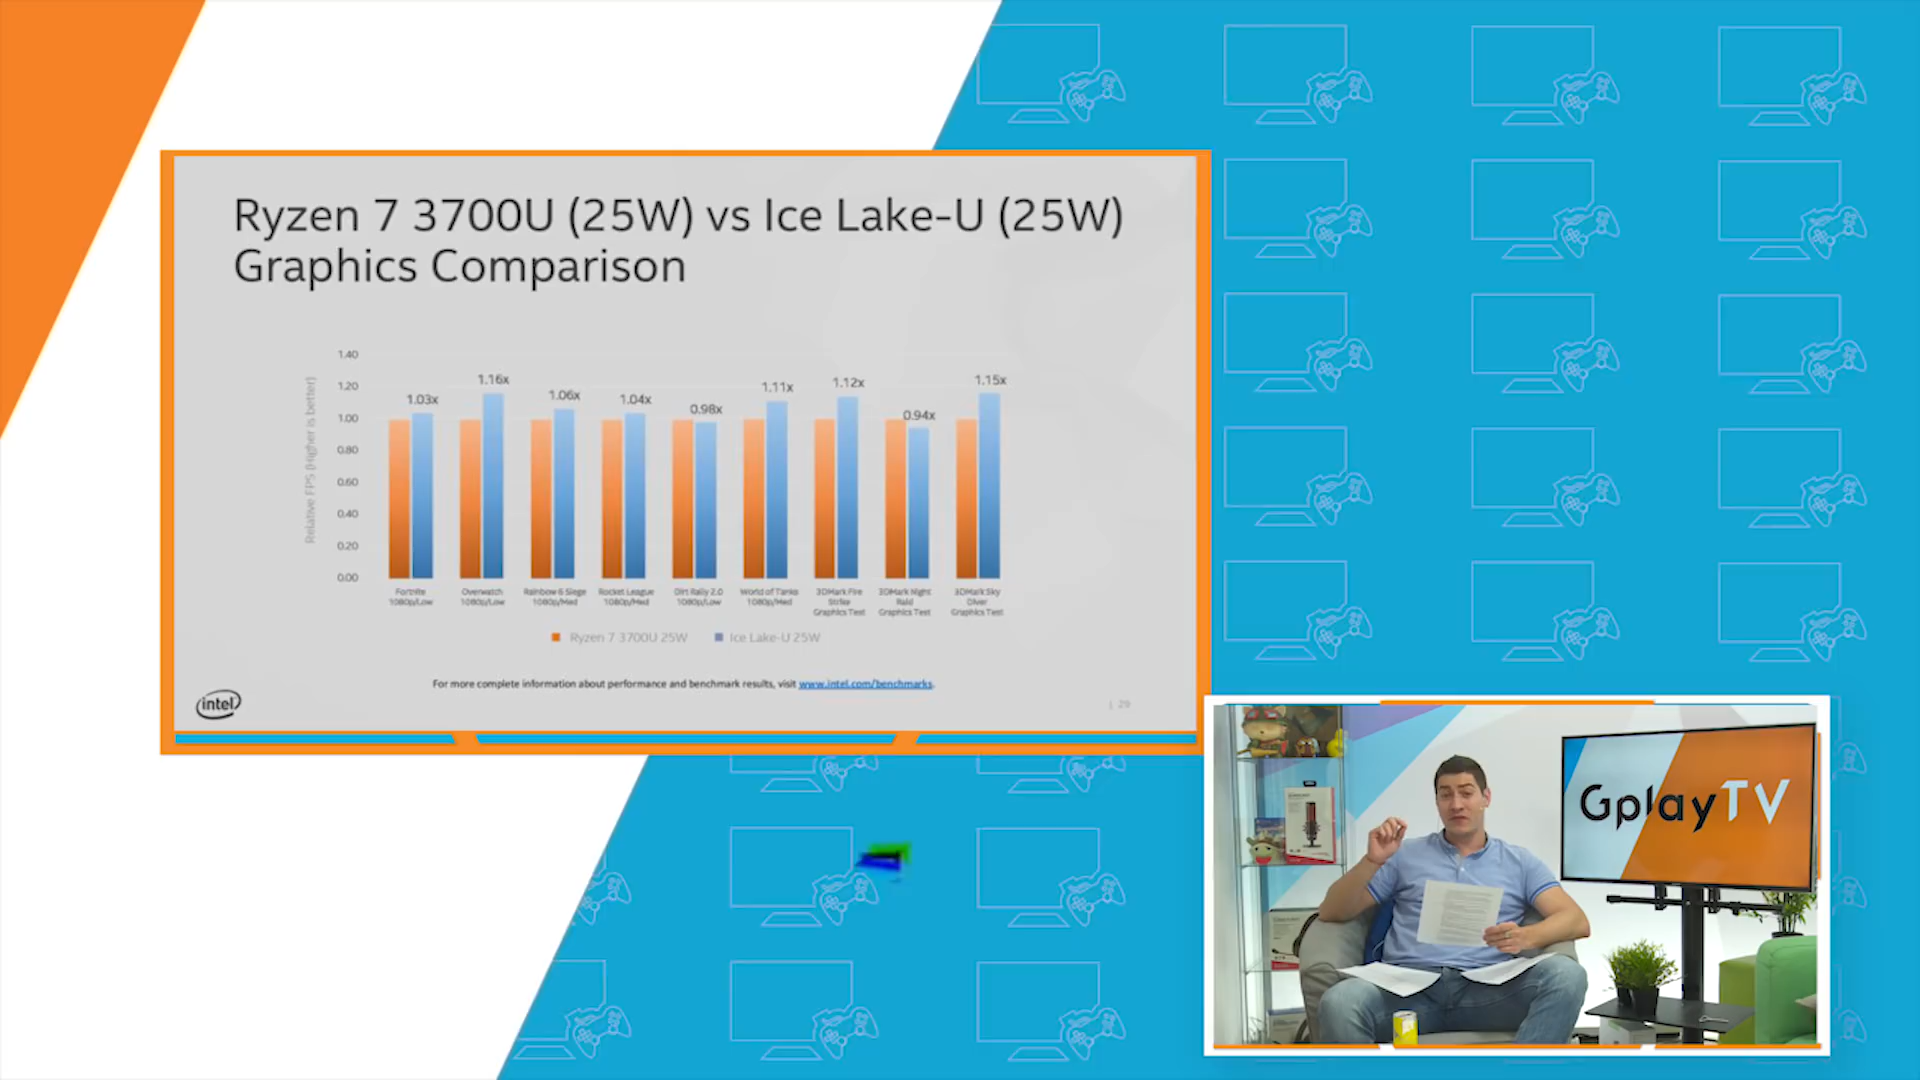 Ryzen 7 3700U (25W) vs Ice Lake-U (25W)
Graphics Comparison
Relative FPS (Higher is better)
1.40
1.20
1.00
0.80
0.60
0.40
0.20
0.00
1.03x
1.16x
1.06x
1.04x
0.98x
1.11x
1.12x
0.94x
1.15x
Fortnite
1080p/Low
Overwatch
1080p/Low
Rainbow 6 Siege
1080p/Med
Rocket League
1080p/Med
Dirt Rally 2.0
1080p/Low
World of Tanks
1080p/Med
3DMark Fire
Strike
Graphics Test
3DMark Night
Raid
Graphics Test
3DMark Sky
Diver
Graphics Test
Ryzen 7 3700U 25W
Ice Lake-U 25W
For more complete information about performance and benchmark results, visit www.intel.com/benchmarks.
intel
| 29
GplayTV